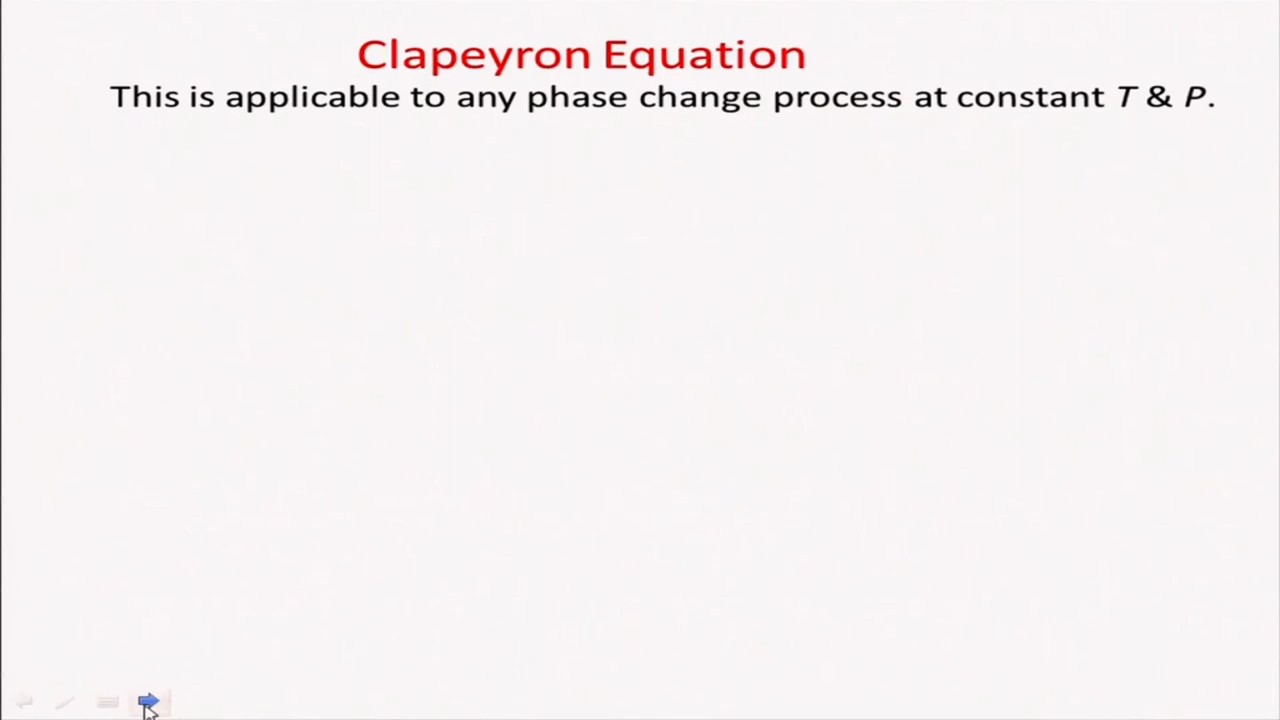 Clapeyron Equation
This is applicable to any phase change process at constant T & P.